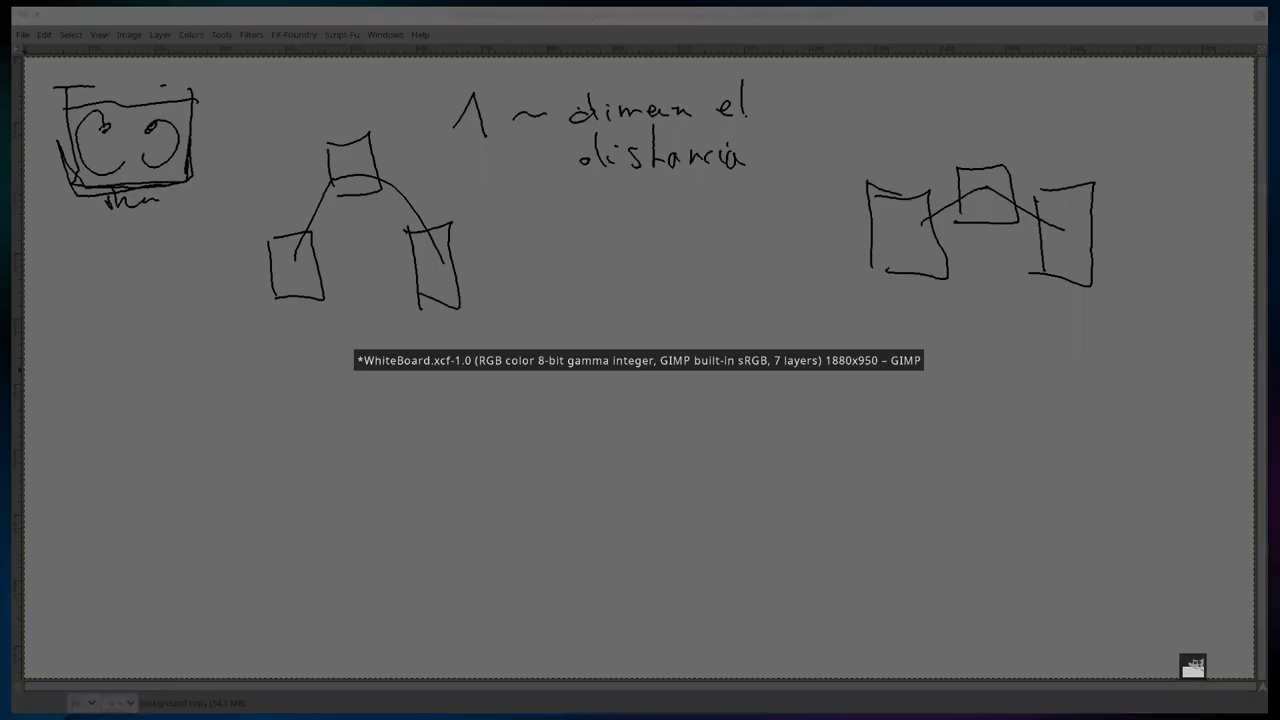 File Edit Select View Image Layer Colors Tools Filters FX-Foundry Script-Fu Windows Help
Λ ~ dimen el
distancia
*WhiteBoard.xcf-1.0 (RGB color 8-bit gamma integer, GIMP built-in sRGB, 7 layers) 1880x950 – GIMP